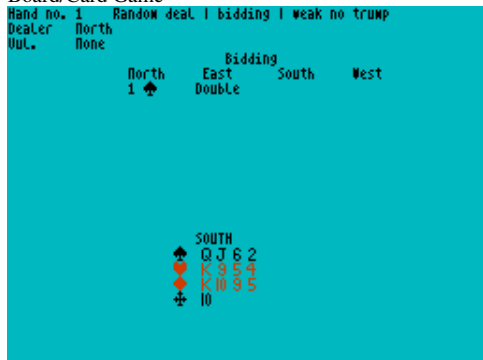 Board/Card Game
Hand no. 1 Random deal | bidding | weak no trump
Dealer North
Vul. None
Bidding
North East South West
1 ♠ Double
SOUTH
♠ Q J 6 2
♥ K 9 5 4
♦ K 10 9 5
♣ 10